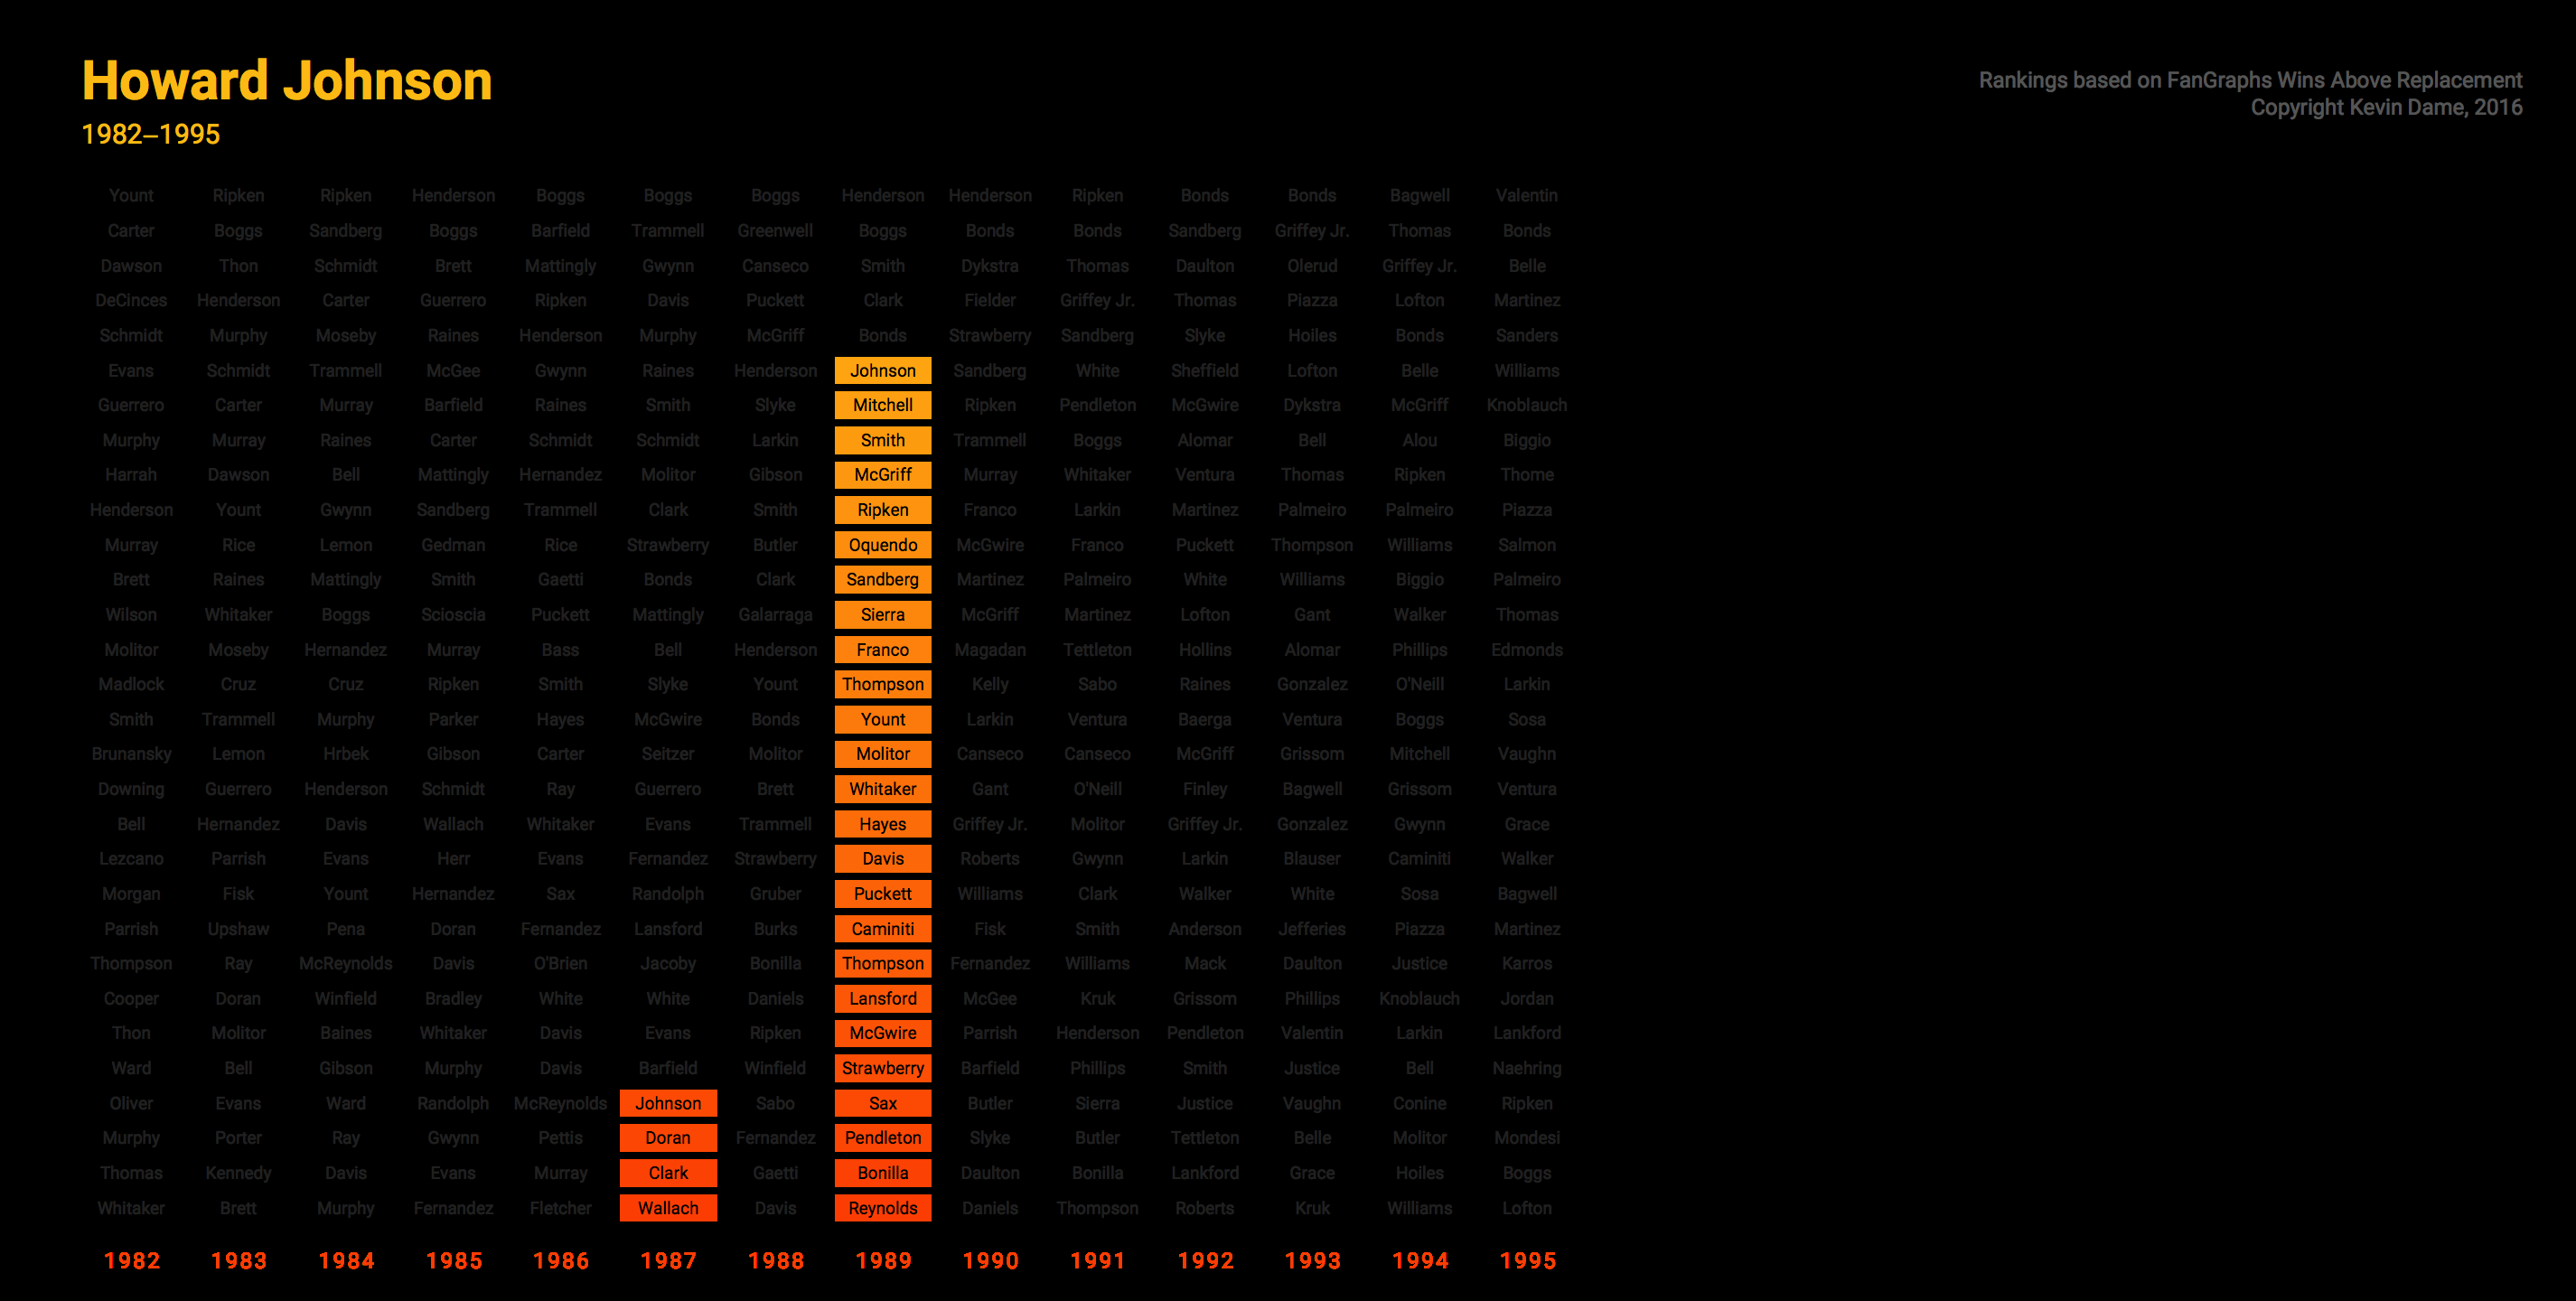 Howard Johnson
1982–1995
Rankings based on FanGraphs Wins Above Replacement
Copyright Kevin Dame, 2016
Yount Ripken Ripken Henderson Boggs Boggs Boggs Henderson Henderson Ripken Bonds Bonds Bagwell Valentin
Carter Boggs Sandberg Boggs Barfield Trammell Greenwell Boggs Bonds Bonds Sandberg Griffey Jr. Thomas Bonds
Dawson Thon Schmidt Brett Mattingly Gwynn Canseco Smith Dykstra Thomas Daulton Olerud Griffey Jr. Belle
DeCinces Henderson Carter Guerrero Ripken Davis Puckett Clark Fielder Griffey Jr. Thomas Piazza Lofton Martinez
Schmidt Murphy Moseby Raines Henderson Murphy McGriff Bonds Strawberry Sandberg Slyke Hoiles Bonds Sanders
Evans Schmidt Trammell McGee Gwynn Raines Henderson Johnson Sandberg White Sheffield Lofton Belle Williams
Guerrero Carter Murray Barfield Raines Smith Slyke Mitchell Ripken Pendleton McGwire Dykstra McGriff Knoblauch
Murphy Murray Raines Carter Schmidt Schmidt Larkin Smith Trammell Boggs Alomar Bell Alou Biggio
Harrah Dawson Bell Mattingly Hernandez Molitor Gibson McGriff Murray Whitaker Ventura Thomas Ripken Thome
Henderson Yount Gwynn Sandberg Trammell Clark Smith Ripken Franco Larkin Martinez Palmeiro Palmeiro Piazza
Murray Rice Lemon Gedman Rice Strawberry Butler Oquendo McGwire Franco Puckett Thompson Williams Salmon
Brett Raines Mattingly Smith Gaetti Bonds Clark Sandberg Martinez Palmeiro White Williams Biggio Palmeiro
Wilson Whitaker Boggs Scioscia Puckett Mattingly Galarraga Sierra McGriff Martinez Lofton Gant Walker Thomas
Molitor Moseby Hernandez Murray Bass Bell Henderson Franco Magadan Tettleton Hollins Alomar Phillips Edmonds
Madlock Cruz Cruz Ripken Smith Slyke Yount Thompson Kelly Sabo Raines Gonzalez O'Neill Larkin
Smith Trammell Murphy Parker Hayes McGwire Bonds Yount Larkin Ventura Baerga Ventura Boggs Sosa
Brunansky Lemon Hrbek Gibson Carter Seitzer Molitor Molitor Canseco Canseco McGriff Grissom Mitchell Vaughn
Downing Guerrero Henderson Schmidt Ray Guerrero Brett Whitaker Gant O'Neill Finley Bagwell Grissom Ventura
Bell Hernandez Davis Wallach Whitaker Evans Trammell Hayes Griffey Jr. Molitor Griffey Jr. Gonzalez Gwynn Grace
Lezcano Parrish Evans Herr Evans Fernandez Strawberry Davis Roberts Gwynn Larkin Blauser Caminiti Walker
Morgan Fisk Yount Hernandez Sax Randolph Gruber Puckett Williams Clark Walker White Sosa Bagwell
Parrish Upshaw Pena Doran Fernandez Lansford Burks Caminiti Fisk Smith Anderson Jefferies Piazza Martinez
Thompson Ray McReynolds Davis O'Brien Jacoby Bonilla Thompson Fernandez Williams Mack Daulton Justice Karros
Cooper Doran Winfield Bradley White White Daniels Lansford McGee Kruk Grissom Phillips Knoblauch Jordan
Thon Molitor Baines Whitaker Davis Evans Ripken McGwire Parrish Henderson Pendleton Valentin Larkin Lankford
Ward Bell Gibson Murphy Davis Barfield Winfield Strawberry Barfield Phillips Smith Justice Bell Naehring
Oliver Evans Ward Randolph McReynolds Johnson Sabo Sax Butler Sierra Justice Vaughn Conine Ripken
Murphy Porter Ray Gwynn Pettis Doran Fernandez Pendleton Slyke Butler Tettleton Belle Molitor Mondesi
Thomas Kennedy Davis Evans Murray Clark Gaetti Bonilla Daulton Bonilla Lankford Grace Hoiles Boggs
Whitaker Brett Murphy Fernandez Fletcher Wallach Davis Reynolds Daniels Thompson Roberts Kruk Williams Lofton
1982 1983 1984 1985 1986 1987 1988 1989 1990 1991 1992 1993 1994 1995